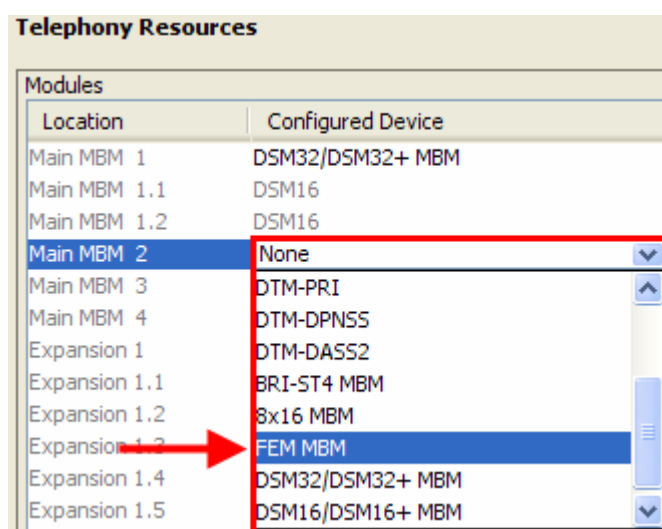 Telephony Resources
Modules
Location Configured Device
Main MBM 1 DSM32/DSM32+ MBM
Main MBM 1.1 DSM16
Main MBM 1.2 DSM16
Main MBM 2 None
Main MBM 3 DTM-PRI
Main MBM 4 DTM-DPNSS
Expansion 1 DTM-DASS2
Expansion 1.1 BRI-ST4 MBM
Expansion 1.2 8x16 MBM
Expansion 1.3 FEM MBM
Expansion 1.4 DSM32/DSM32+ MBM
Expansion 1.5 DSM16/DSM16+ MBM